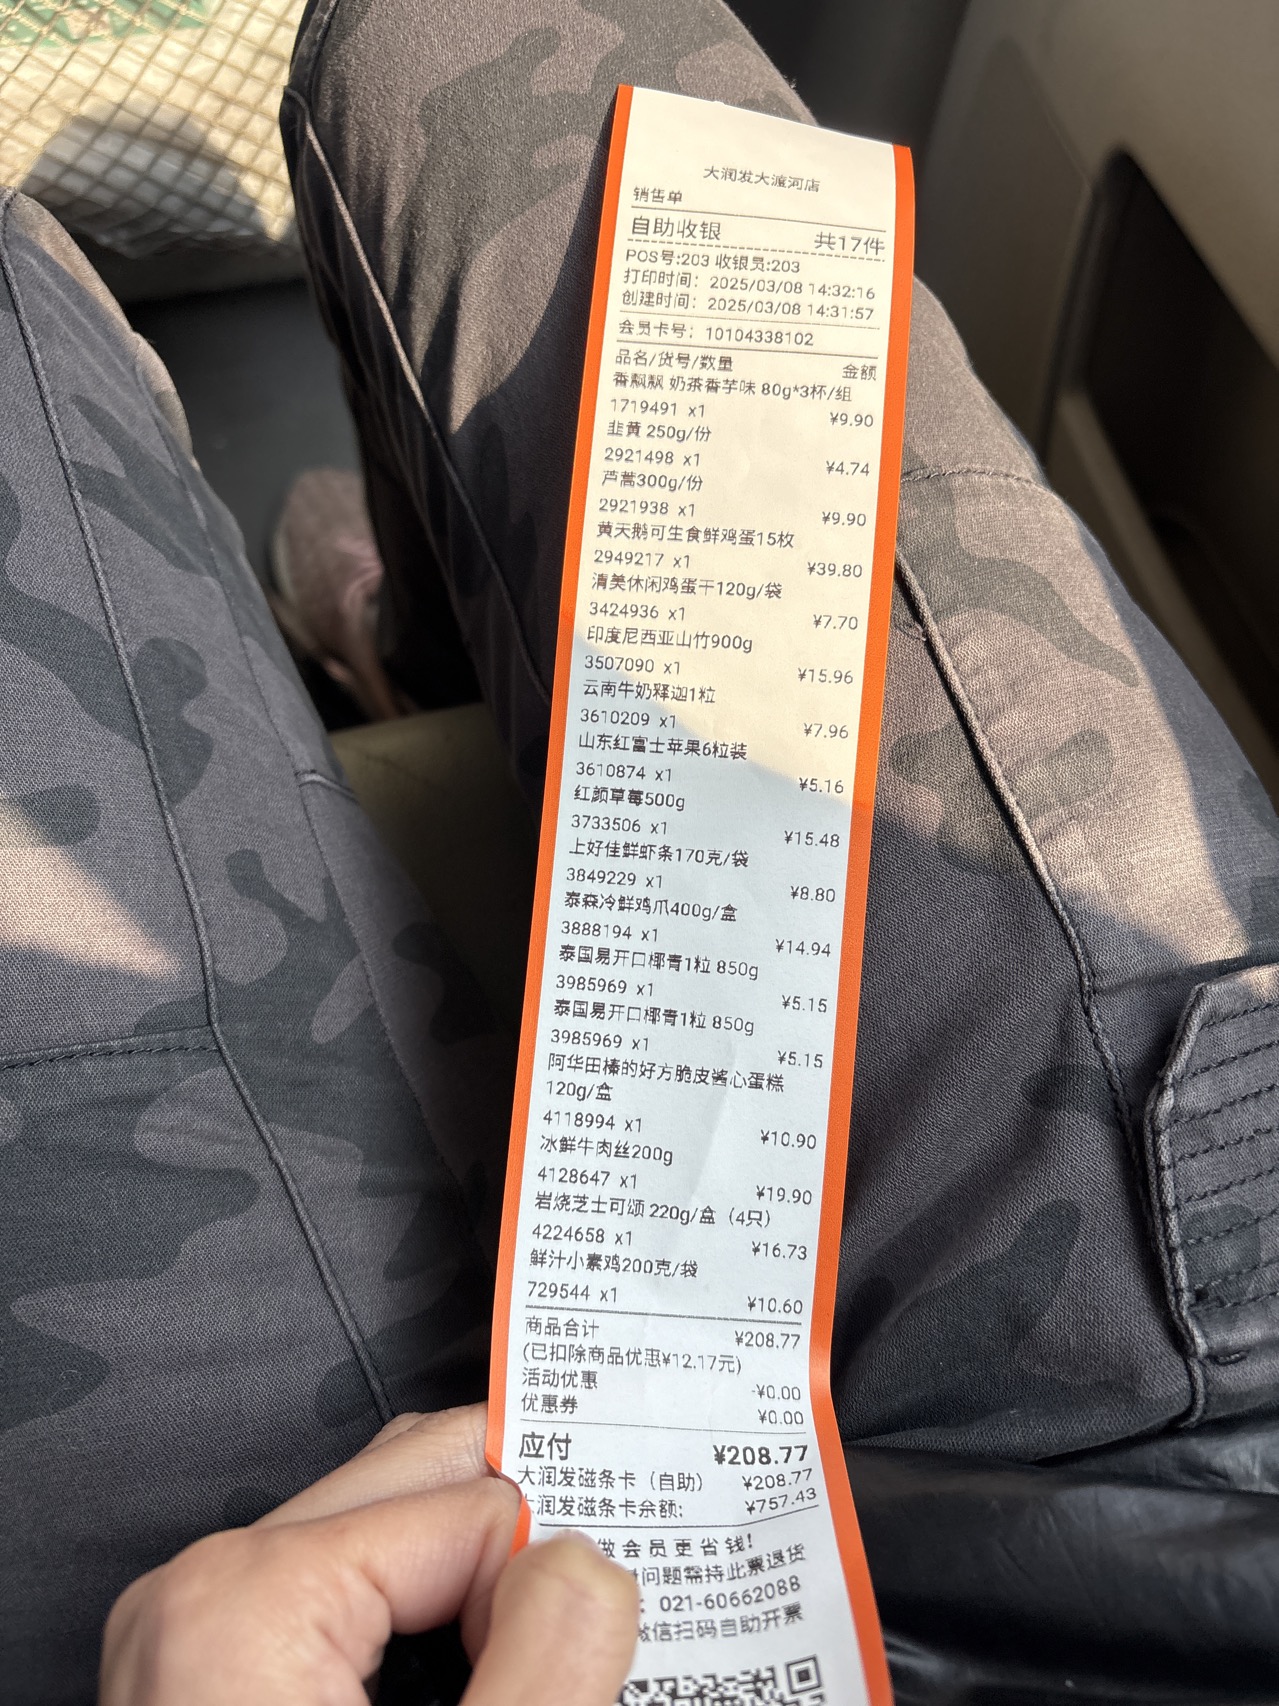 大润发大渡河店
销售单
自助收银 共17件
POS号:203 收银员:203
打印时间：2025/03/08 14:32:16
创建时间：2025/03/08 14:31:57
会员卡号：10104338102
品名/货号/数量 金额
香飘飘 奶茶香芋味 80g*3杯/组
1719491 x1 ¥9.90
韭黄 250g/份
2921498 x1 ¥4.74
芦蒿300g/份
2921938 x1 ¥9.90
黄天鹅可生食鲜鸡蛋15枚
2949217 x1 ¥39.80
清美休闲鸡蛋干120g/袋
3424936 x1 ¥7.70
印度尼西亚山竹900g
3507090 x1 ¥15.96
云南牛奶释迦1粒
3610209 x1 ¥7.96
山东红富士苹果6粒装
3610874 x1 ¥5.16
红颜草莓500g
3733506 x1 ¥15.48
上好佳鲜虾条170克/袋
3849229 x1 ¥8.80
泰森冷鲜鸡爪400g/盒
3888194 x1 ¥14.94
泰国易开口椰青1粒 850g
3985969 x1 ¥5.15
泰国易开口椰青1粒 850g
3985969 x1 ¥5.15
阿华田榛的好方脆皮酱心蛋糕
120g/盒
4118994 x1 ¥10.90
冰鲜牛肉丝200g
4128647 x1 ¥19.90
岩烧芝士可颂 220g/盒（4只）
4224658 x1 ¥16.73
鲜汁小素鸡200克/袋
729544 x1 ¥10.60
商品合计 ¥208.77
(已扣除商品优惠¥12.17元)
活动优惠 -¥0.00
优惠券 ¥0.00
应付 ¥208.77
大润发磁条卡（自助） ¥208.77
大润发磁条卡余额: ¥757.43
做会员更省钱!
问题需持此票退货
: 021-60662088
微信扫码自助开票